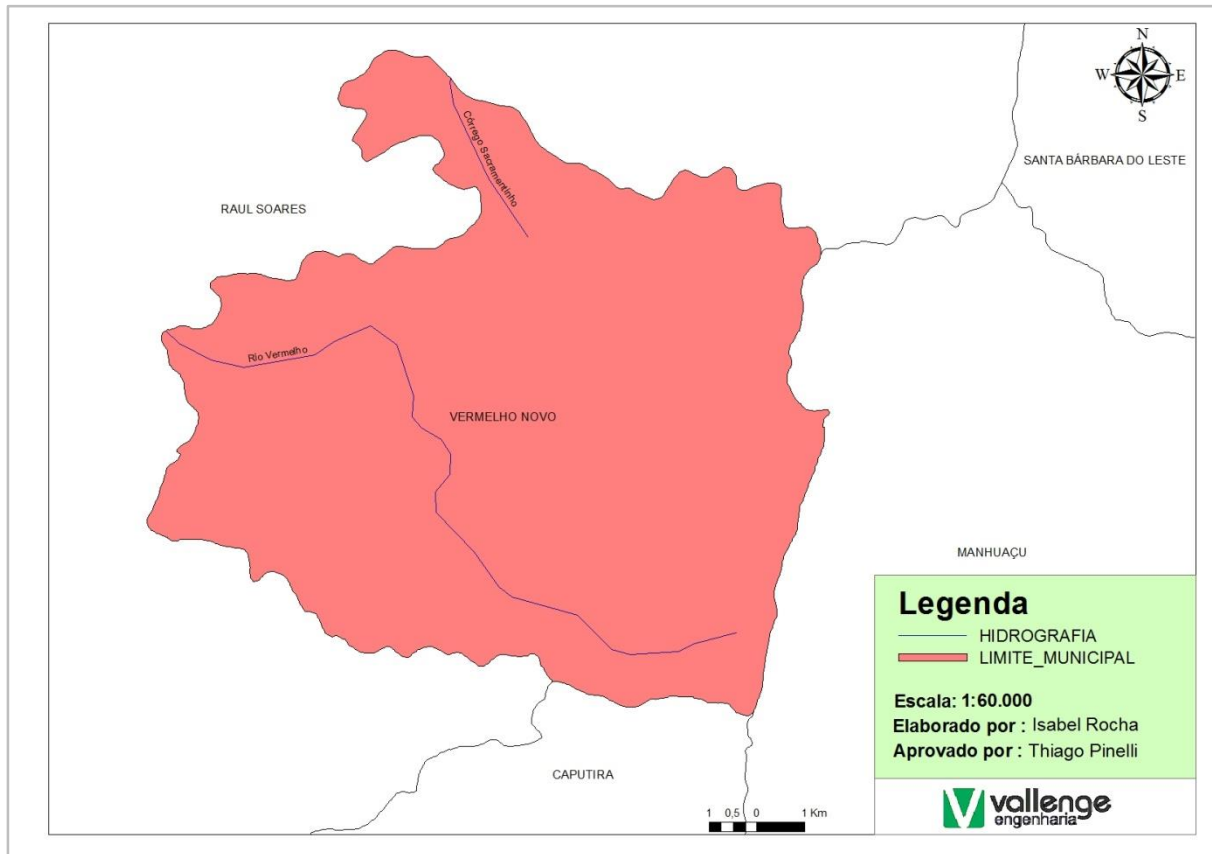 N
W E
S
SANTA BÁRBARA DO LESTE
Córrego Sacramentinho
RAUL SOARES
Rio Vermelho
VERMELHO NOVO
MANHUAÇU
CAPUTIRA
Legenda
HIDROGRAFIA
LIMITE_MUNICIPAL
Escala: 1:60.000
Elaborado por : Isabel Rocha
Aprovado por : Thiago Pinelli
1 0,5 0 1 Km
vallenge
engenharia